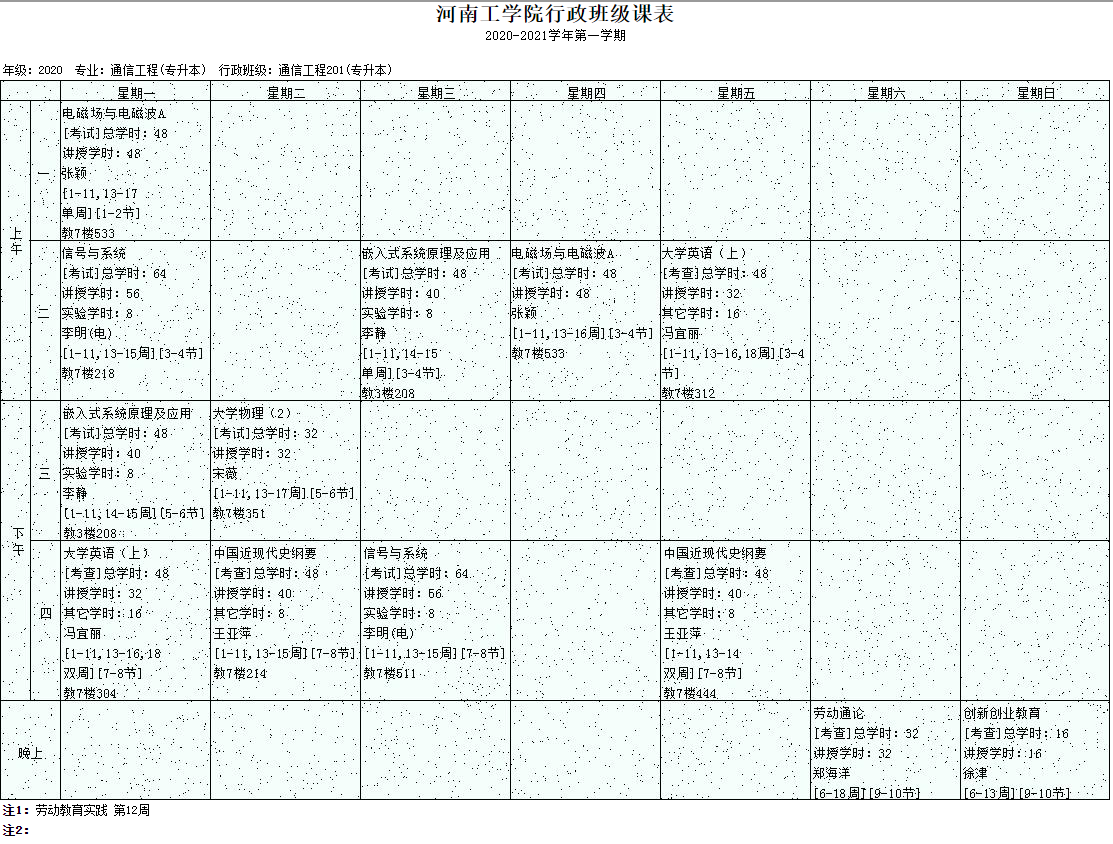 河南工学院行政班级课表
2020-2021学年第一学期
年级：2020 专业：通信工程(专升本) 行政班级：通信工程201(专升本)
星期一 星期二 星期三 星期四 星期五 星期六 星期日
上午
一
电磁场与电磁波A
[考试]总学时：48
讲授学时：48
张颖
[1-11,13-17
单周][1-2节]
教7楼533
二
信号与系统
[考试]总学时：64
讲授学时：56
实验学时：8
李明(电)
[1-11,13-15周][3-4节]
教7楼218
嵌入式系统原理及应用
[考试]总学时：48
讲授学时：40
实验学时：8
李静
[1-11,14-15
单周][3-4节]
教3楼208
电磁场与电磁波A
[考试]总学时：48
讲授学时：48
张颖
[1-11,13-16周][3-4节]
教7楼533
大学英语（上）
[考查]总学时：48
讲授学时：32
其它学时：16
冯宜丽
[1-11,13-16,18周][3-4
节]
教7楼312
下午
三
嵌入式系统原理及应用
[考试]总学时：48
讲授学时：40
实验学时：8
李静
[1-11,14-15周][5-6节]
教3楼208
大学物理（2）
[考试]总学时：32
讲授学时：32
宋薇
[1-11,13-17周][5-6节]
教7楼351
四
大学英语（上）
[考查]总学时：48
讲授学时：32
其它学时：16
冯宜丽
[1-11,13-16,18
双周][7-8节]
教7楼304
中国近现代史纲要
[考查]总学时：48
讲授学时：40
其它学时：8
王亚萍
[1-11,13-15周][7-8节]
教7楼214
信号与系统
[考试]总学时：64
讲授学时：56
实验学时：8
李明(电)
[1-11,13-15周][7-8节]
教7楼511
中国近现代史纲要
[考查]总学时：48
讲授学时：40
其它学时：8
王亚萍
[1-11,13-14
双周][7-8节]
教7楼444
晚上
劳动通论
[考查]总学时：32
讲授学时：32
郑海洋
[6-18周][9-10节]
创新创业教育
[考查]总学时：16
讲授学时：16
徐津
[6-13周][9-10节]
注1：劳动教育实践 第12周
注2：